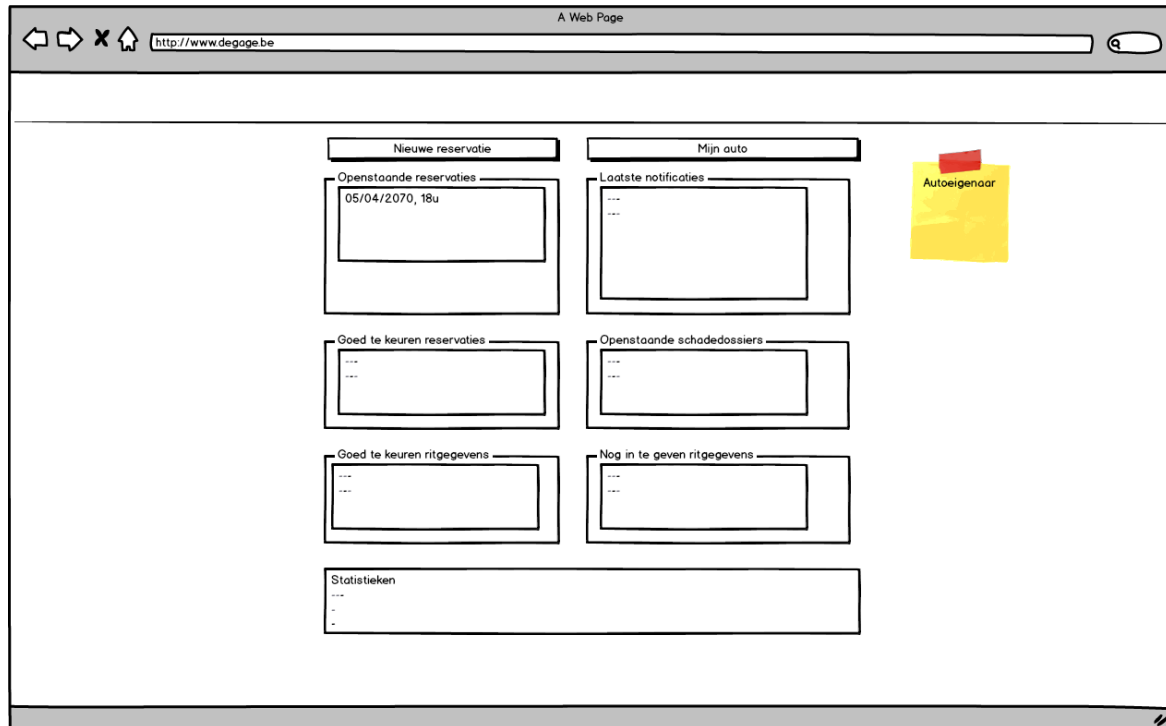 A Web Page
http://www.degage.be
Nieuwe reservatie
Mijn auto
Autoeigenaar
Openstaande reservaties
05/04/2070, 18u
Laatste notificaties
---
---
Goed te keuren reservaties
---
---
Openstaande schadedossiers
---
---
Goed te keuren ritgegevens
---
---
Nog in te geven ritgegevens
---
---
Statistieken
---
-
-